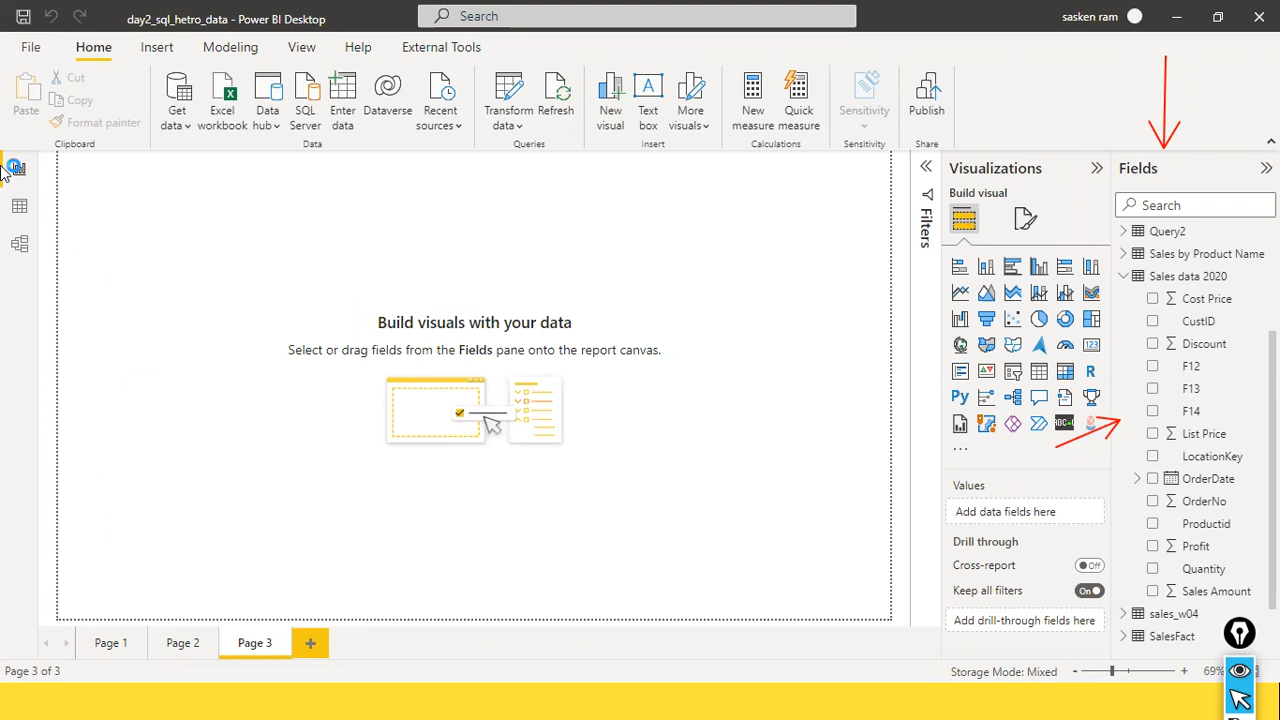 day2_sql_hetro_data - Power BI Desktop
Search
sasken ram
File Home Insert Modeling View Help External Tools
Paste
Cut
Copy
Format painter
Get data
Excel workbook
Data hub
SQL Server
Enter data
Dataverse
Recent sources
Transform data
Refresh
New visual
Text box
More visuals
New measure
Quick measure
Sensitivity
Publish
Clipboard Data Queries Insert Calculations Sensitivity Share
Build visuals with your data
Select or drag fields from the Fields pane onto the report canvas.
Filters
Visualizations
Build visual
R
123
Py
ABC
...
Values
Add data fields here
Drill through
Cross-report Off
Keep all filters On
Add drill-through fields here
Fields
Search
Query2
Sales by Product Name
Sales data 2020
Cost Price
CustID
Discount
F12
F13
F14
List Price
LocationKey
OrderDate
OrderNo
Productid
Profit
Quantity
Sales Amount
sales_w04
SalesFact
Page 1 Page 2 Page 3
Page 3 of 3
Storage Mode: Mixed
69%